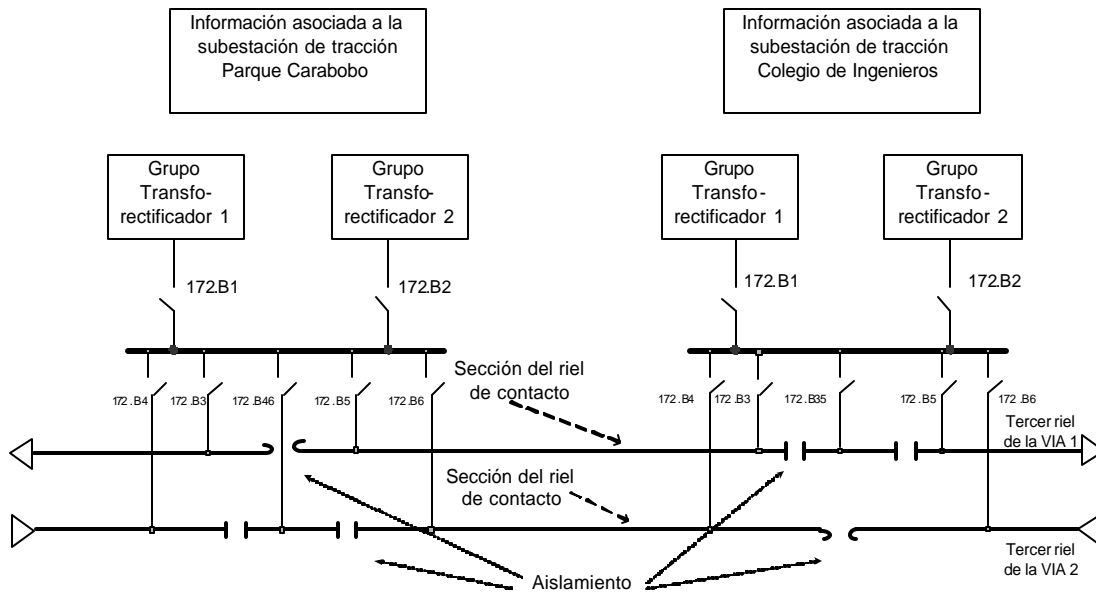 Información asociada a la
subestación de tracción
Parque Carabobo
Información asociada a la
subestación de tracción
Colegio de Ingenieros
Grupo
Transfo-
rectificador 1
Grupo
Transfo-
rectificador 2
Grupo
Transfo-
rectificador 1
Grupo
Transfo-
rectificador 2
172.B1
172.B2
172.B1
172.B2
Sección del riel
de contacto
172.B4
172.B3
172.B46
172.B5
172.B6
172.B4
172.B3
172.B35
172.B5
172.B6
Tercer riel
de la VIA 1
Sección del riel
de contacto
Tercer riel
de la VIA 2
Aislamiento